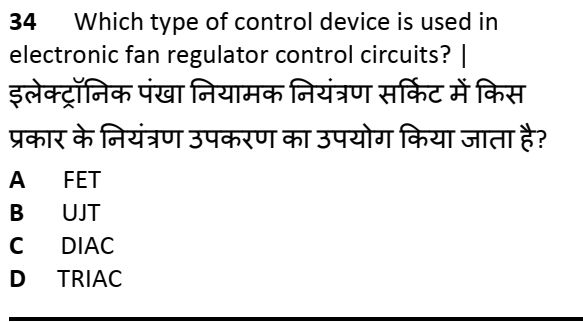 34 Which type of control device is used in
electronic fan regulator control circuits? |
इलेक्ट्रॉनिक पंखा नियामक नियंत्रण सर्किट में किस
प्रकार के नियंत्रण उपकरण का उपयोग किया जाता है?
A FET
B UJT
C DIAC
D TRIAC